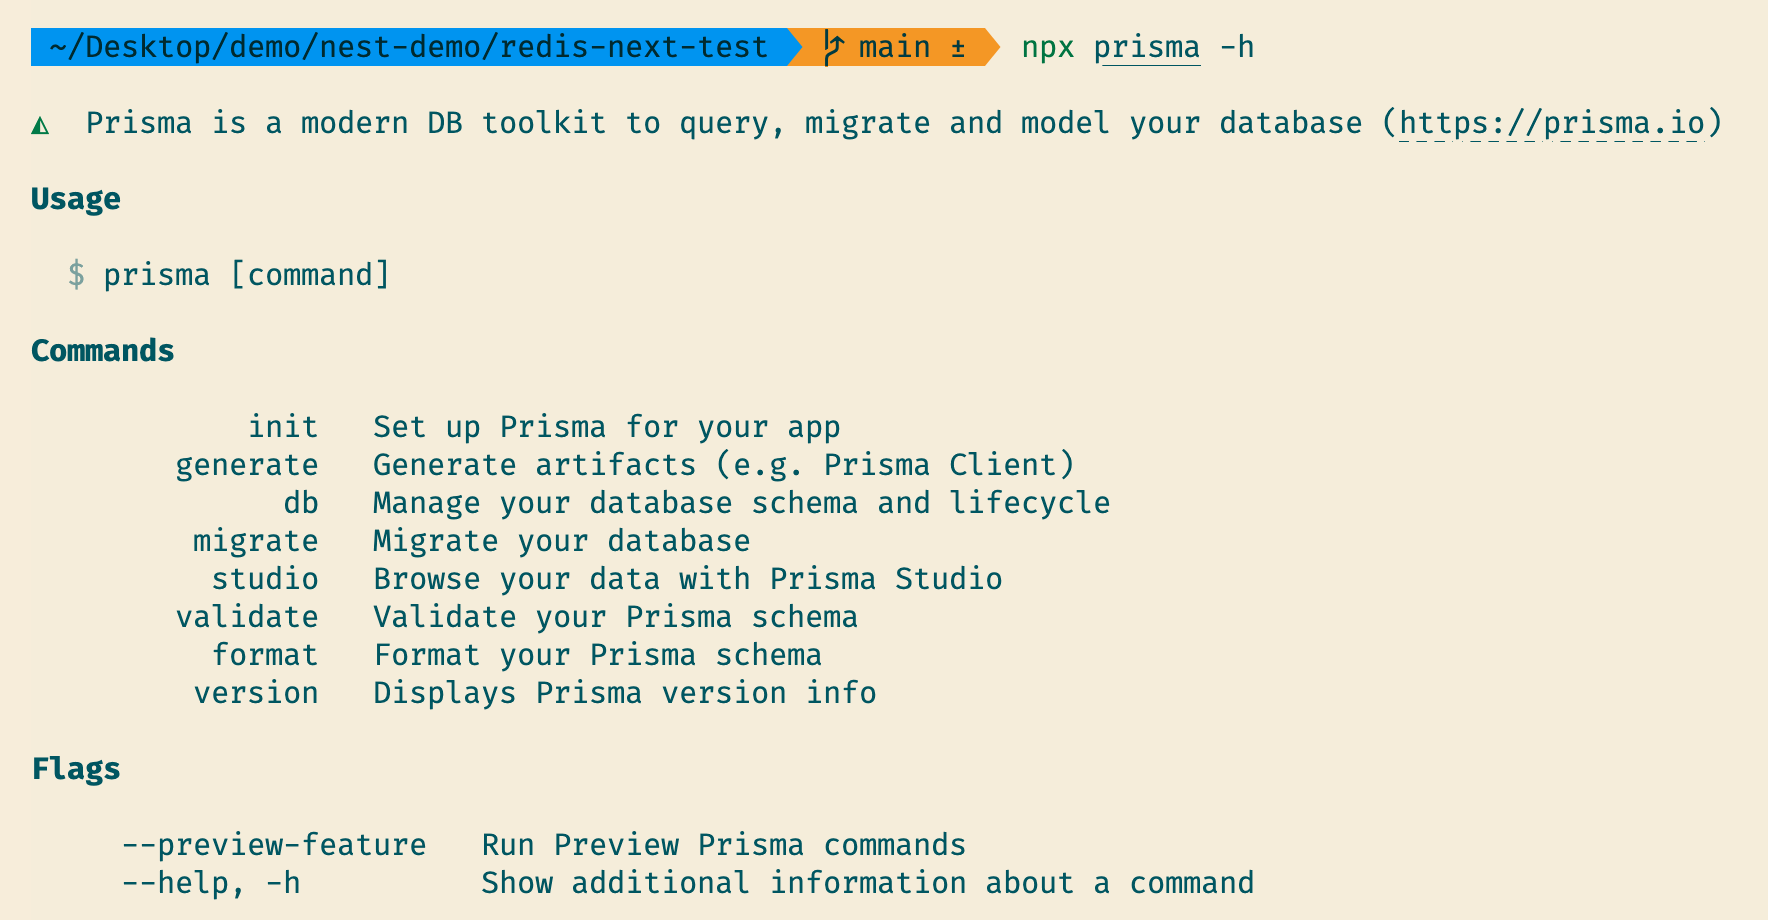 ~/Desktop/demo/nest-demo/redis-next-test main ± npx prisma -h
Prisma is a modern DB toolkit to query, migrate and model your database (https://prisma.io)
Usage
$ prisma [command]
Commands
init Set up Prisma for your app
generate Generate artifacts (e.g. Prisma Client)
db Manage your database schema and lifecycle
migrate Migrate your database
studio Browse your data with Prisma Studio
validate Validate your Prisma schema
format Format your Prisma schema
version Displays Prisma version info
Flags
--preview-feature Run Preview Prisma commands
--help, -h Show additional information about a command